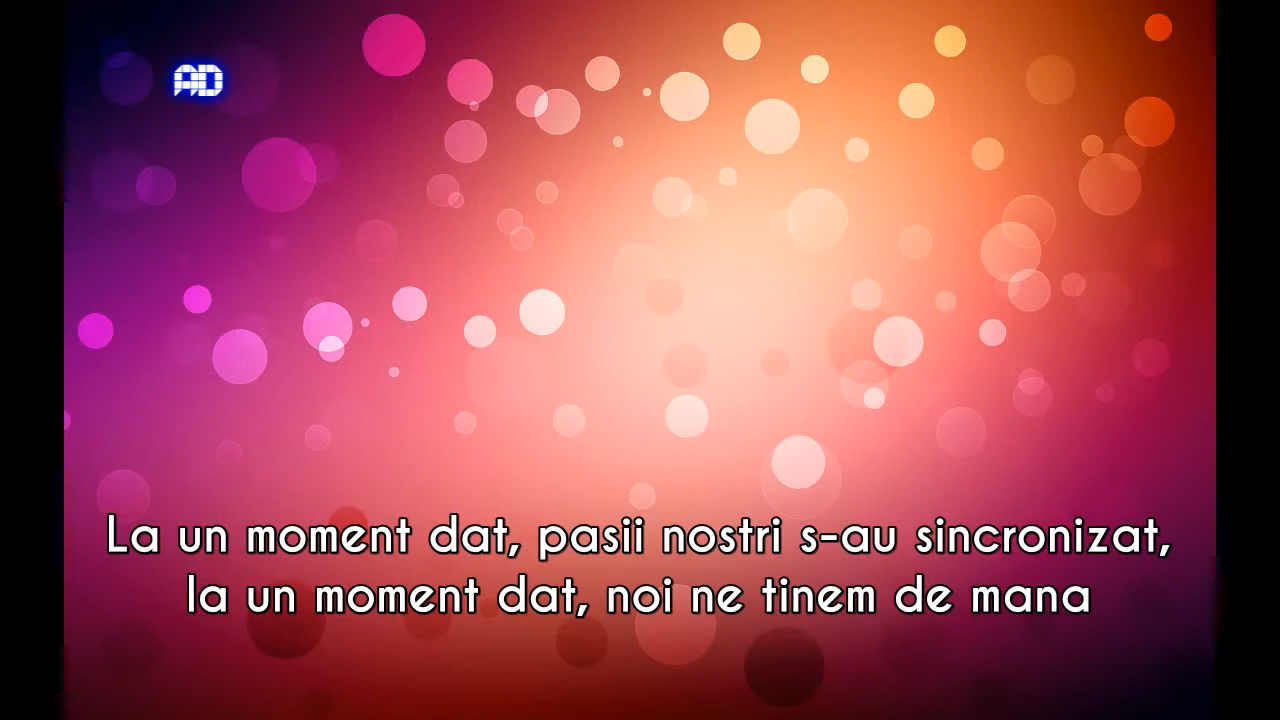 AD
La un moment dat, pasii nostri s-au sincronizat,
la un moment dat, noi ne tinem de mana